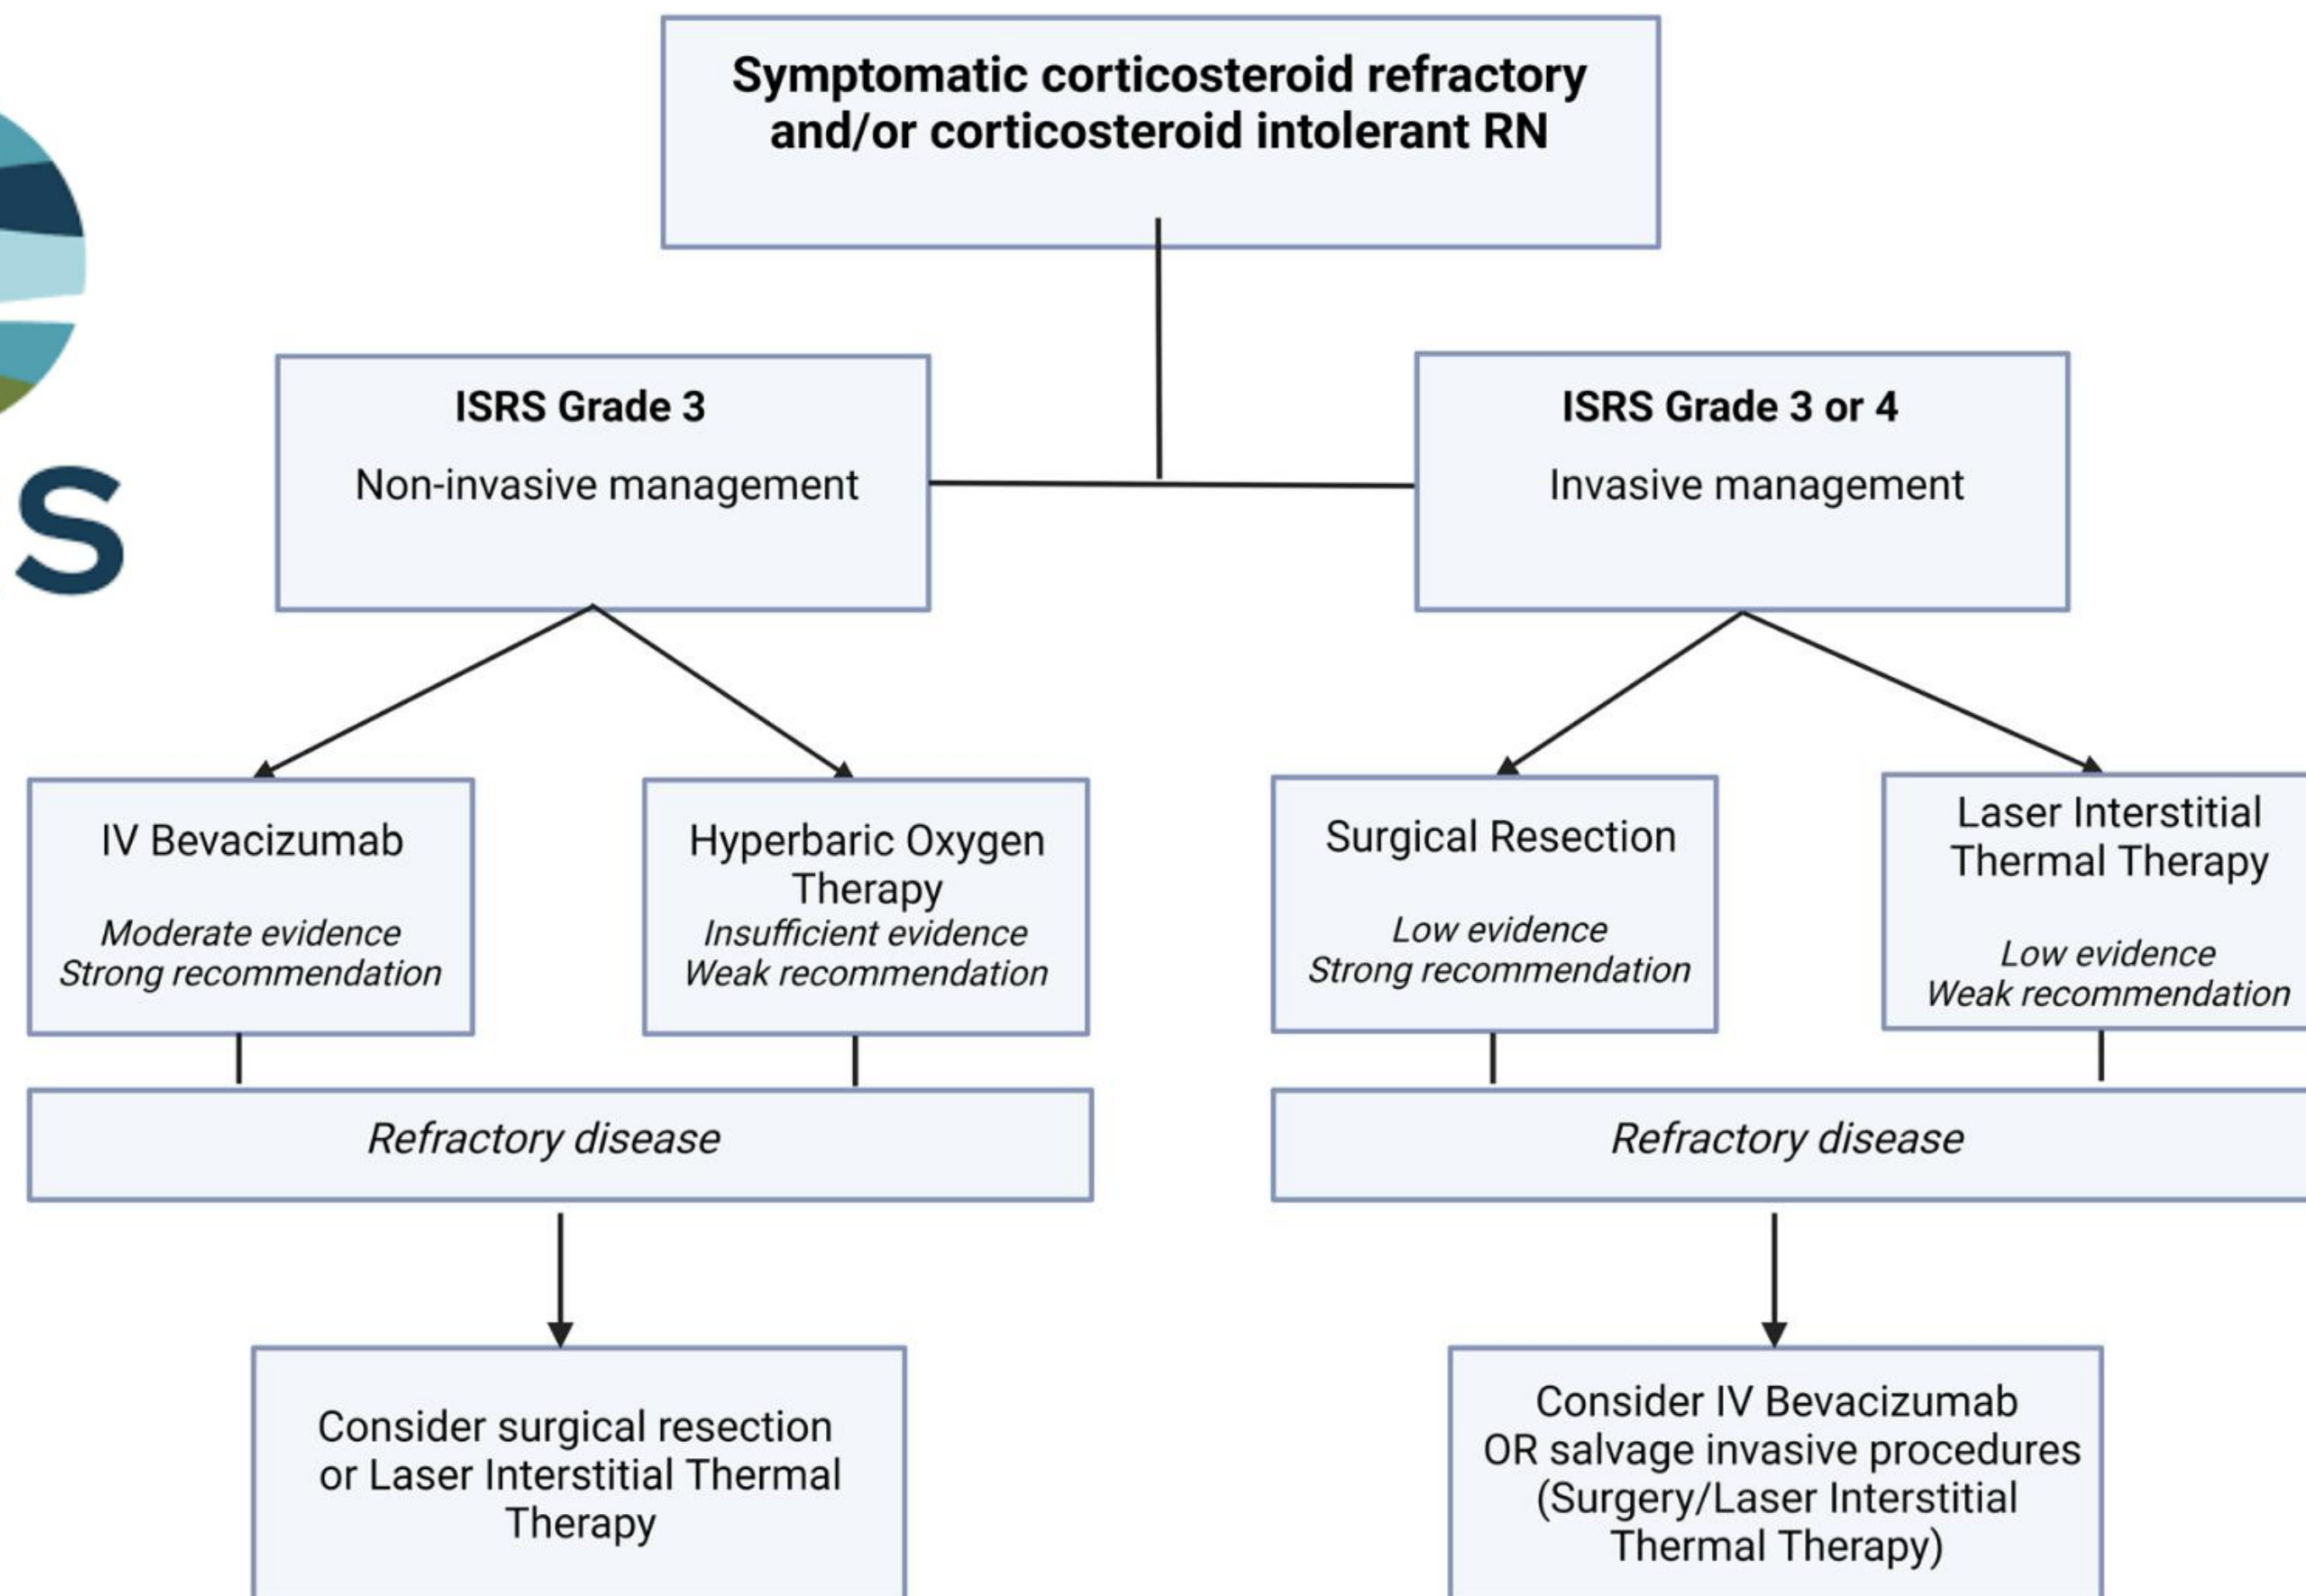 Symptomatic corticosteroid refractory
and/or corticosteroid intolerant RN
S
ISRS Grade 3
Non-invasive management
ISRS Grade 3 or 4
Invasive management
IV Bevacizumab
Moderate evidence
Strong recommendation
Hyperbaric Oxygen
Therapy
Insufficient evidence
Weak recommendation
Surgical Resection
Low evidence
Strong recommendation
Laser Interstitial
Thermal Therapy
Low evidence
Weak recommendation
Refractory disease
Refractory disease
Consider surgical resection
or Laser Interstitial Thermal
Therapy
Consider IV Bevacizumab
OR salvage invasive procedures
(Surgery/Laser Interstitial
Thermal Therapy)